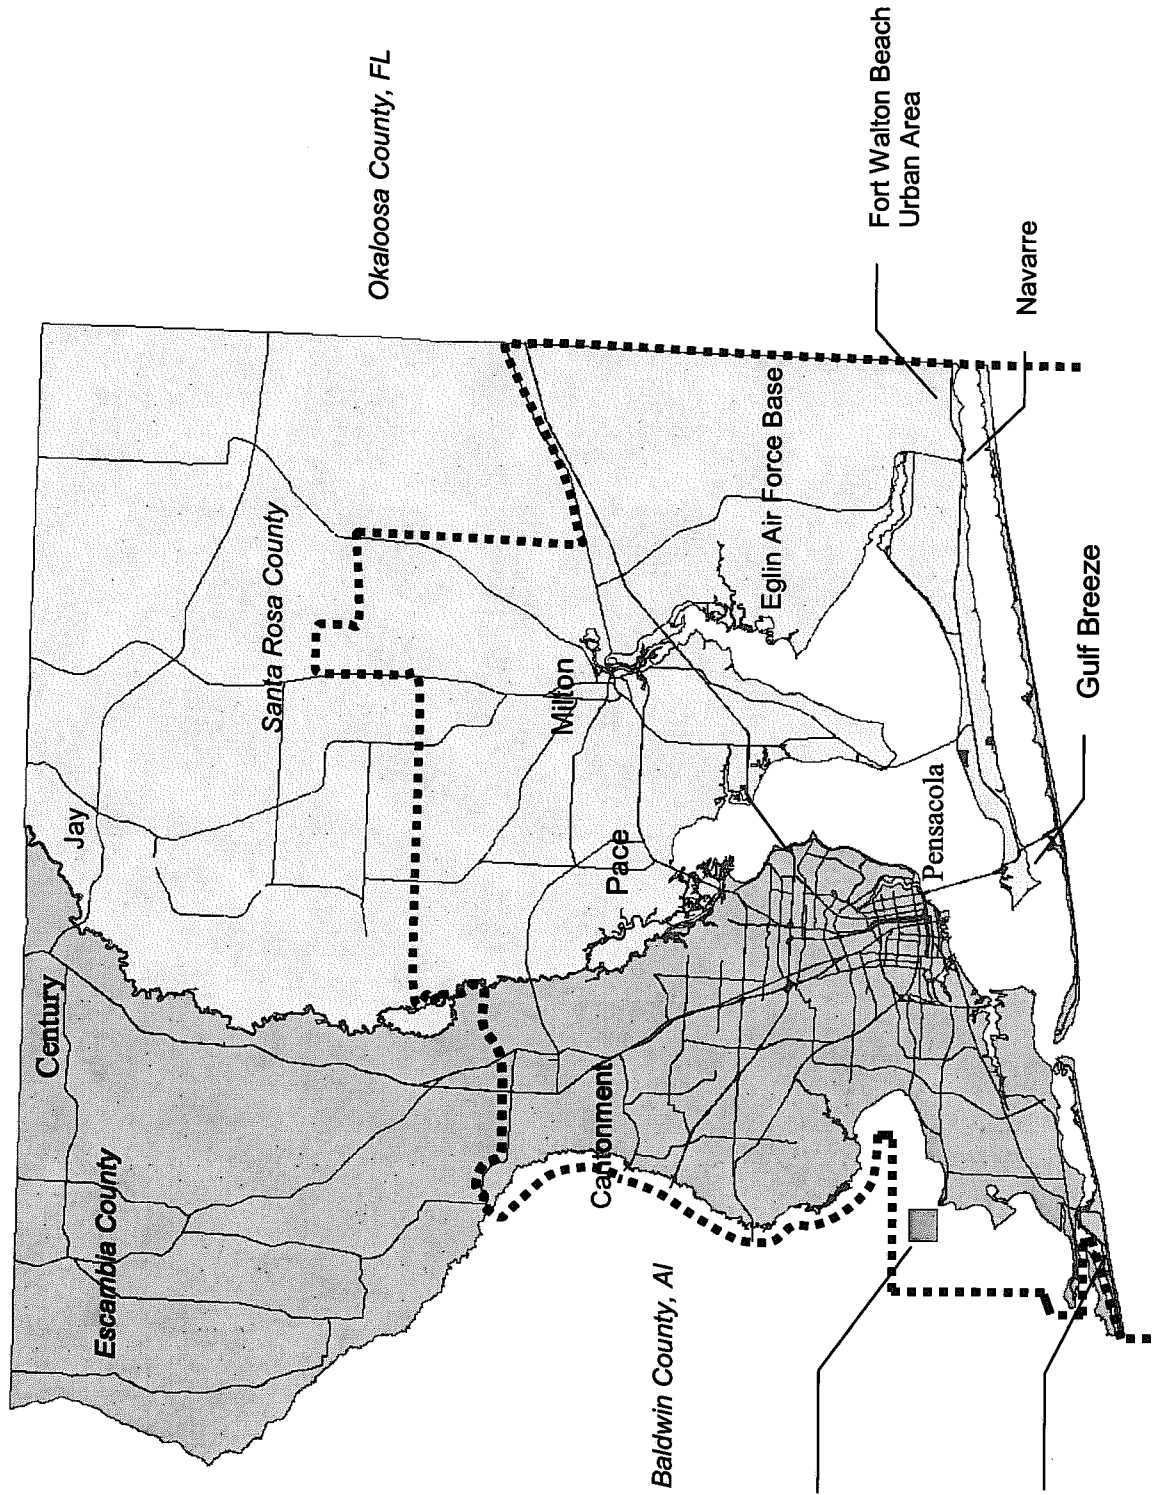 Okaloosa County, FL
Fort Walton Beach
Urban Area
Navarre
Santa Rosa County
Eglin Air Force Base
Milton
Gulf Breeze
Jay
Pace
Pensacola
Century
Escambia County
Cantonment
Baldwin County, Al